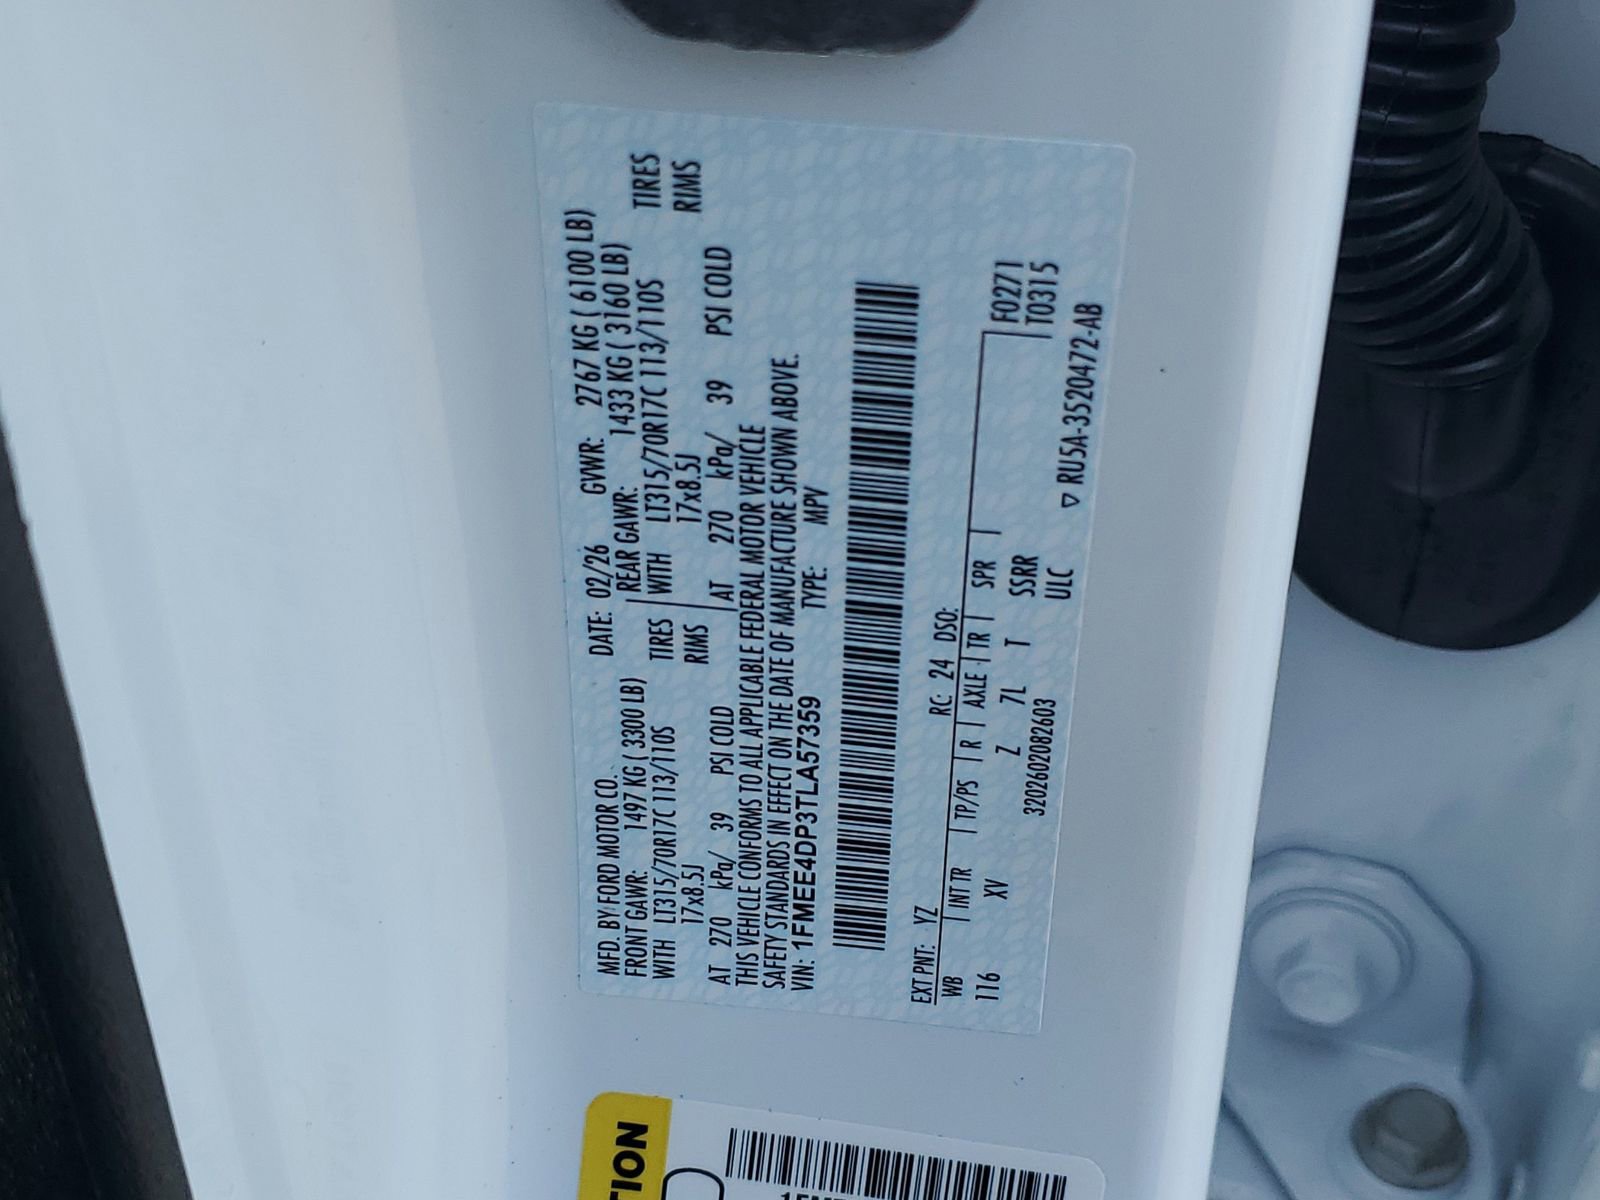 MFD. BY FORD MOTOR CO.
DATE: 02/26 GVWR: 2767 KG ( 6100 LB)
FRONT GAWR: 1497 KG ( 3300 LB) REAR GAWR: 1433 KG ( 3160 LB)
WITH LT315/70R17C 113/110S TIRES WITH LT315/70R17C 113/110S TIRES
17x8.5J RIMS 17x8.5J RIMS
AT 270 kPa/ 39 PSI COLD AT 270 kPa/ 39 PSI COLD
THIS VEHICLE CONFORMS TO ALL APPLICABLE FEDERAL MOTOR VEHICLE
SAFETY STANDARDS IN EFFECT ON THE DATE OF MANUFACTURE SHOWN ABOVE.
VIN: 1FMEE4DP3TLA57359 TYPE: MPV
EXT PNT: YZ RC: 24 DSO:
WB INT TR TP/PS R AXLE TR SPR F0271
116 XV Z 7L T SSRR T0315
3202602082603 ULC ▽ RU5A-3520472-AB